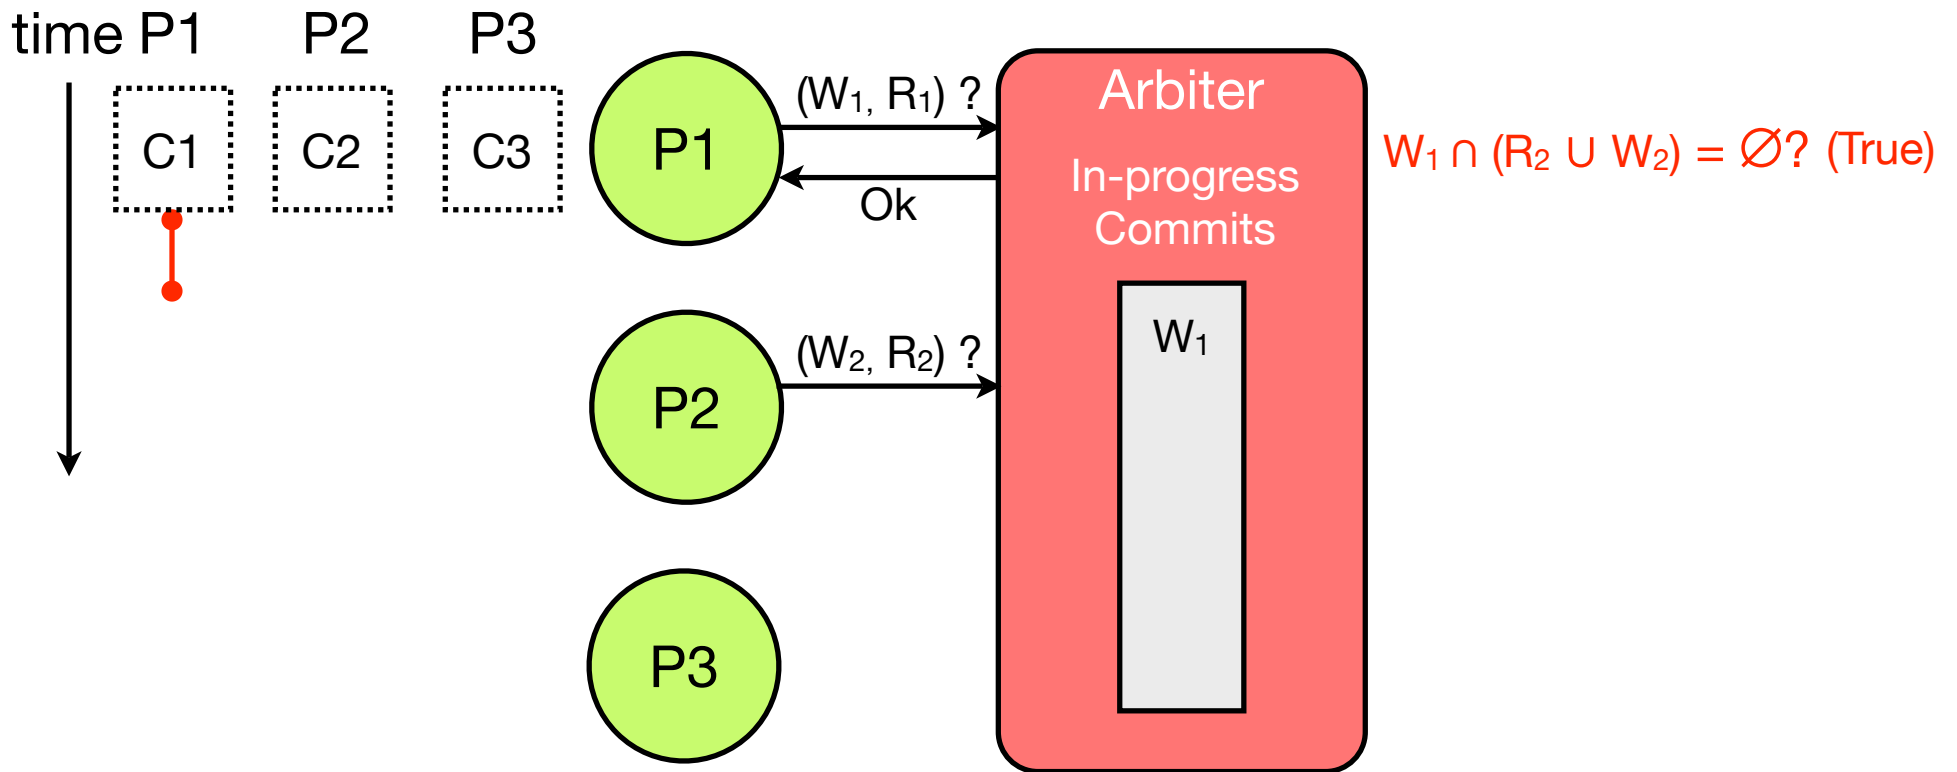 time P1 P2 P3
C1 C2 C3
P1
(W₁, R₁) ?
Ok
P2
(W₂, R₂) ?
P3
Arbiter
In-progress
Commits
W₁
W₁ ∩ (R₂ ∪ W₂) = ∅? (True)